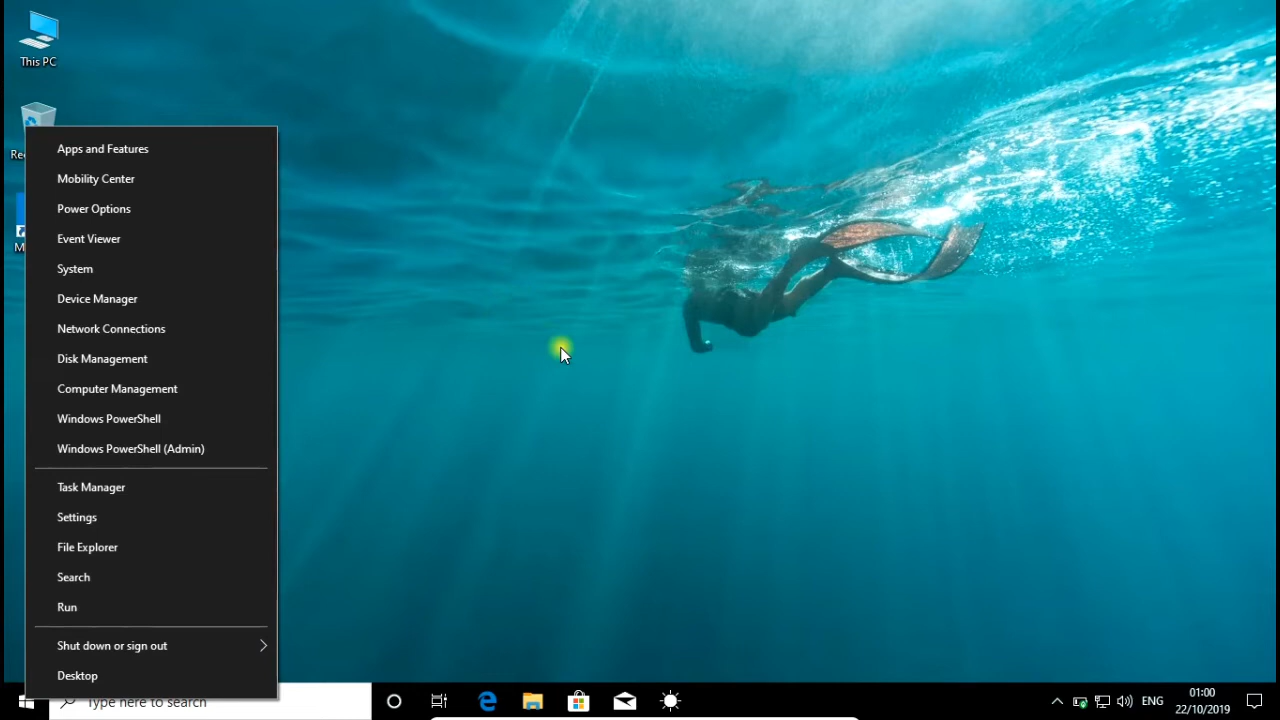 This PC
Apps and Features
Mobility Center
Power Options
Event Viewer
System
Device Manager
Network Connections
Disk Management
Computer Management
Windows PowerShell
Windows PowerShell (Admin)
Task Manager
Settings
File Explorer
Search
Run
Shut down or sign out
Desktop
Type here to search
ENG
01:00
22/10/2019